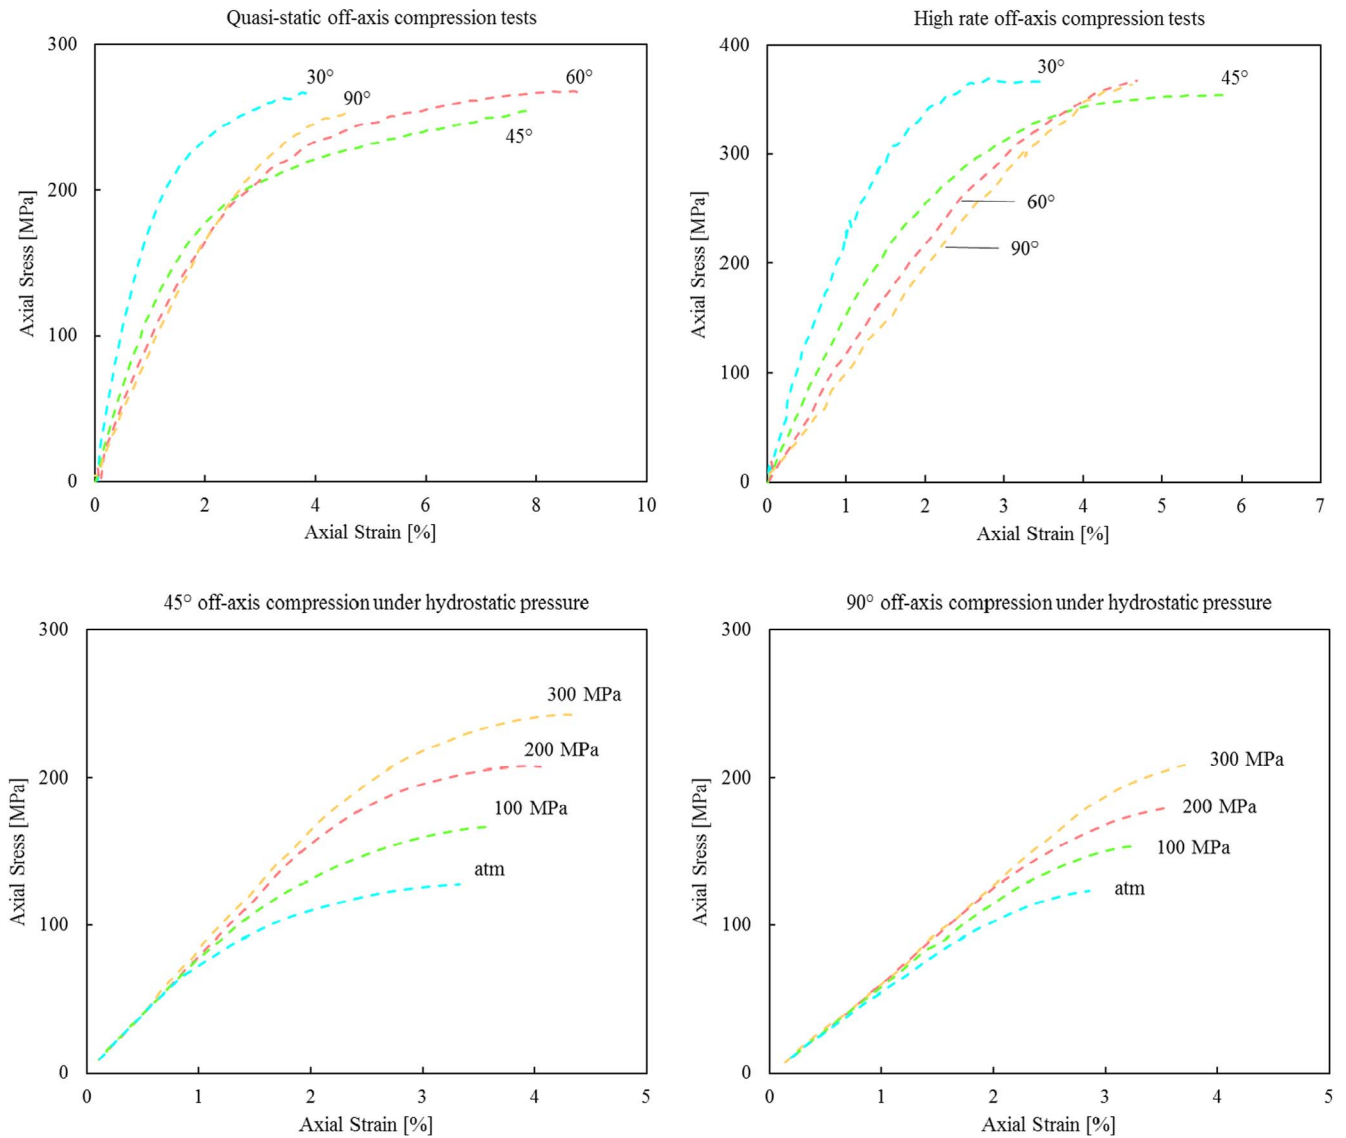 Quasi-static off-axis compression tests
300
200
100
0
0 2 4 6 8 10
Axial Sress [MPa]
Axial Strain [%]
30°
90°
60°
45°
High rate off-axis compression tests
400
300
200
100
0
0 1 2 3 4 5 6 7
Axial Sress [MPa]
Axial Strain [%]
30°
45°
60°
90°
45° off-axis compression under hydrostatic pressure
300
200
100
0
0 1 2 3 4 5
Axial Sress [MPa]
Axial Strain [%]
300 MPa
200 MPa
100 MPa
atm
90° off-axis compression under hydrostatic pressure
300
200
100
0
0 1 2 3 4 5
Axial Sress [MPa]
Axial Strain [%]
300 MPa
200 MPa
100 MPa
atm